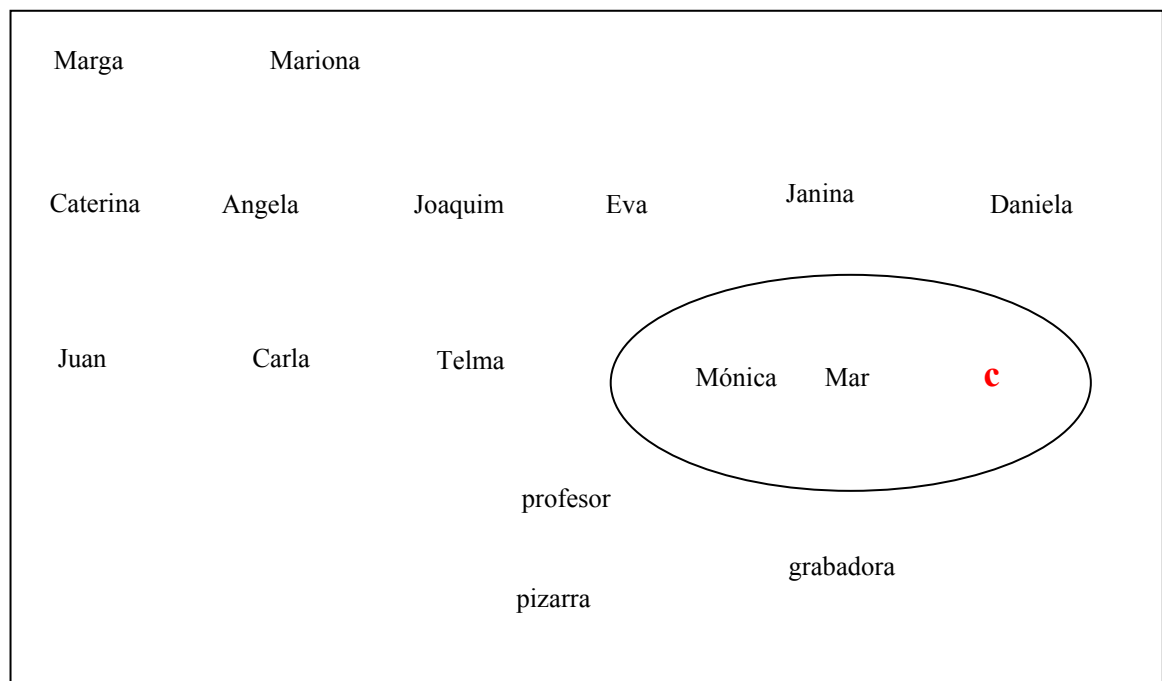 Marga Mariona
Caterina Angela Joaquim Eva Janina Daniela
Juan Carla Telma Mónica Mar c
profesor
grabadora
pizarra